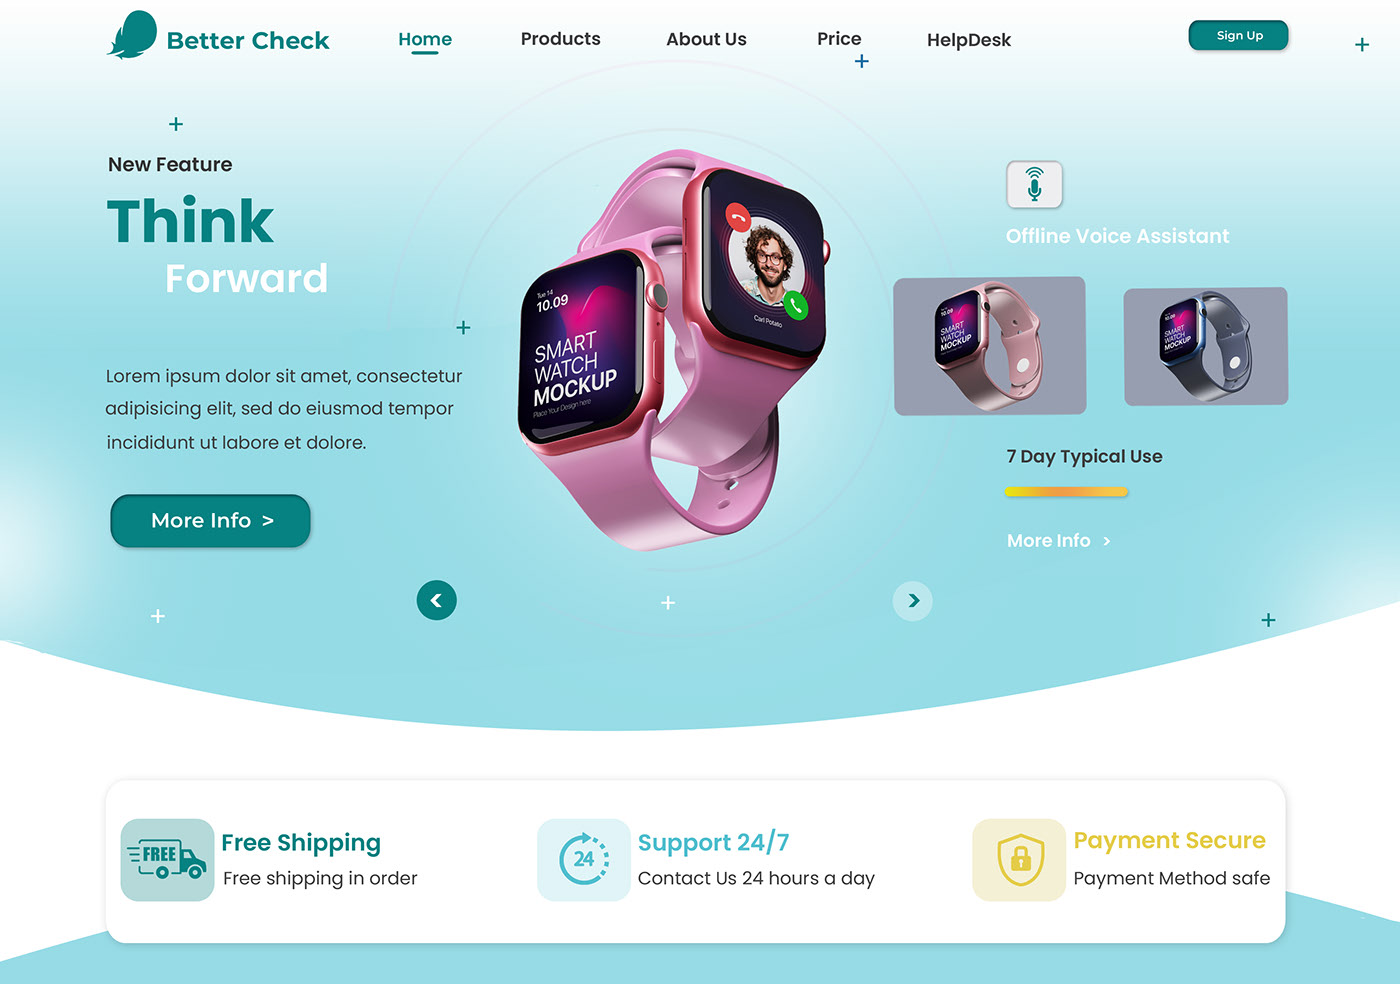 Better Check
Home
Products
About Us
Price
HelpDesk
Sign Up
New Feature
Think
Forward
Lorem ipsum dolor sit amet, consectetur
adipisicing elit, sed do eiusmod tempor
incididunt ut labore et dolore.
More Info >
Tue 14
10.09
SMART
WATCH
MOCKUP
Place Your Design here
Carl Potato
Offline Voice Assistant
10.09
SMART
WATCH
MOCKUP
10.09
SMART
WATCH
MOCKUP
7 Day Typical Use
More Info >
FREE
Free Shipping
Free shipping in order
24
Support 24/7
Contact Us 24 hours a day
Payment Secure
Payment Method safe